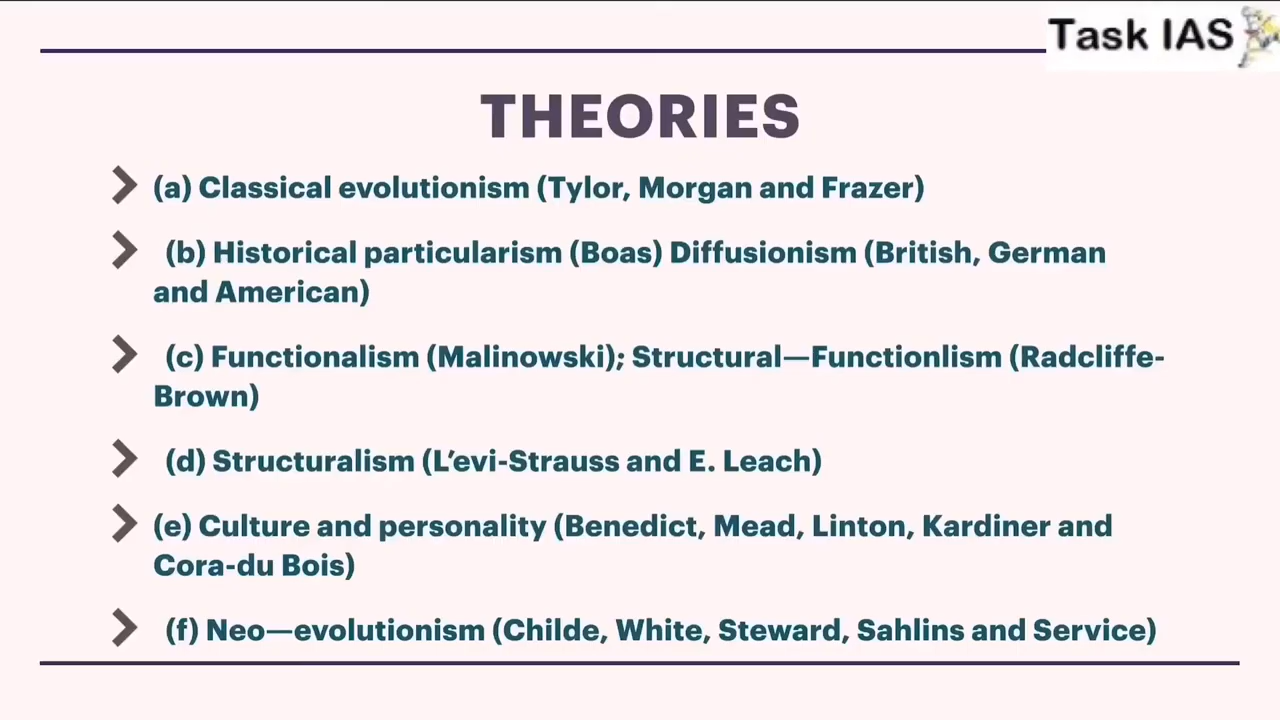 Task IAS
THEORIES
(a) Classical evolutionism (Tylor, Morgan and Frazer)
(b) Historical particularism (Boas) Diffusionism (British, German
and American)
(c) Functionalism (Malinowski); Structural—Functionlism (Radcliffe-
Brown)
(d) Structuralism (L’evi-Strauss and E. Leach)
(e) Culture and personality (Benedict, Mead, Linton, Kardiner and
Cora-du Bois)
(f) Neo—evolutionism (Childe, White, Steward, Sahlins and Service)